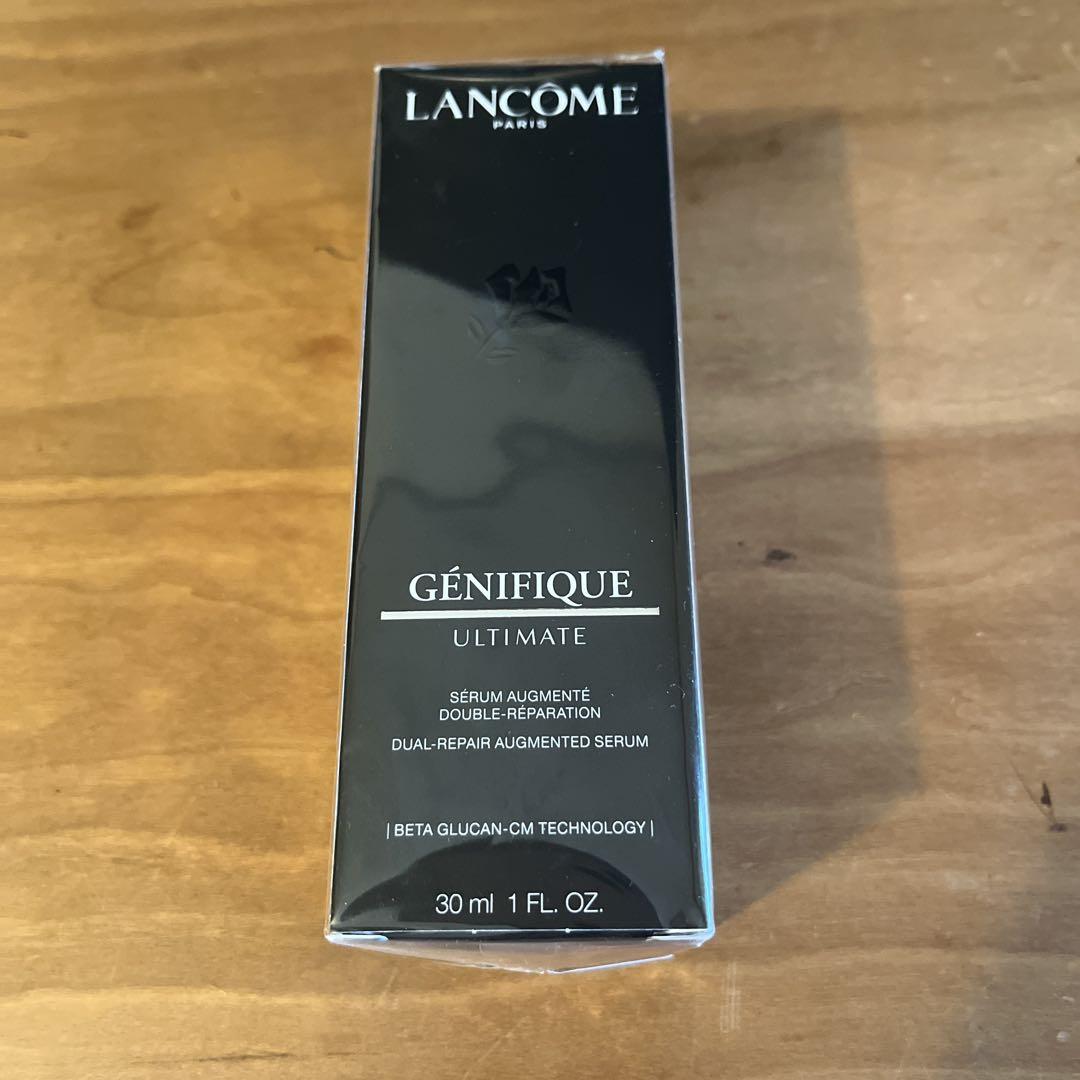 LANCÔME
PARIS
GÉNIFIQUE
ULTIMATE
SÉRUM AUGMENTÉ
DOUBLE-RÉPARATION
DUAL-REPAIR AUGMENTED SERUM
| BETA GLUCAN-CM TECHNOLOGY |
30 ml 1 FL. OZ.